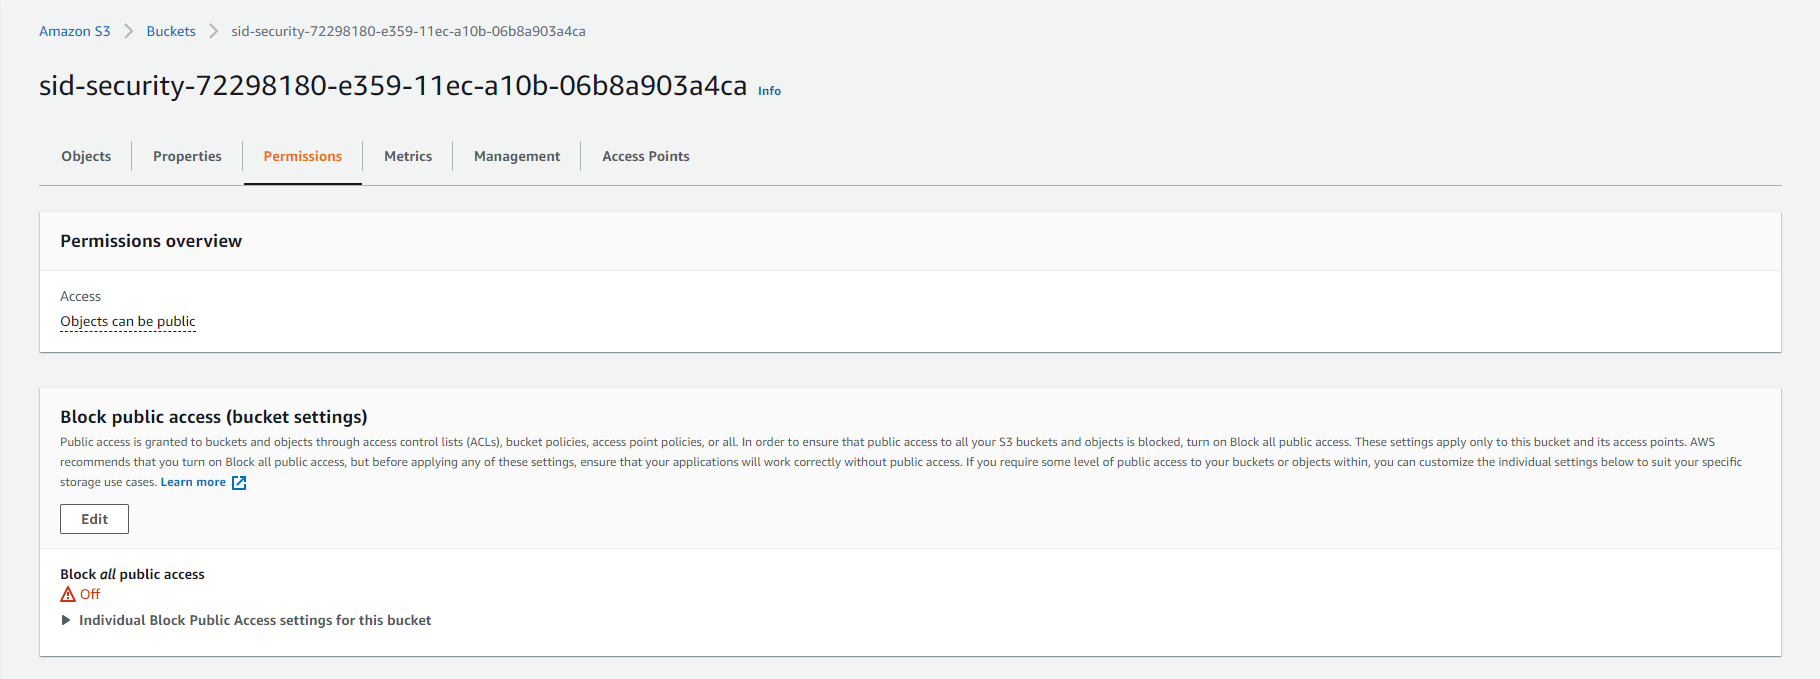 Amazon S3 > Buckets > sid-security-72298180-e359-11ec-a10b-06b8a903a4ca
sid-security-72298180-e359-11ec-a10b-06b8a903a4ca Info
Objects Properties Permissions Metrics Management Access Points
Permissions overview
Access
Objects can be public
Block public access (bucket settings)
Public access is granted to buckets and objects through access control lists (ACLs), bucket policies, access point policies, or all. In order to ensure that public access to all your S3 buckets and objects is blocked, turn on Block all public access. These settings apply only to this bucket and its access points. AWS
recommends that you turn on Block all public access, but before applying any of these settings, ensure that your applications will work correctly without public access. If you require some level of public access to your buckets or objects within, you can customize the individual settings below to suit your specific
storage use cases. Learn more
Edit
Block all public access
Off
Individual Block Public Access settings for this bucket